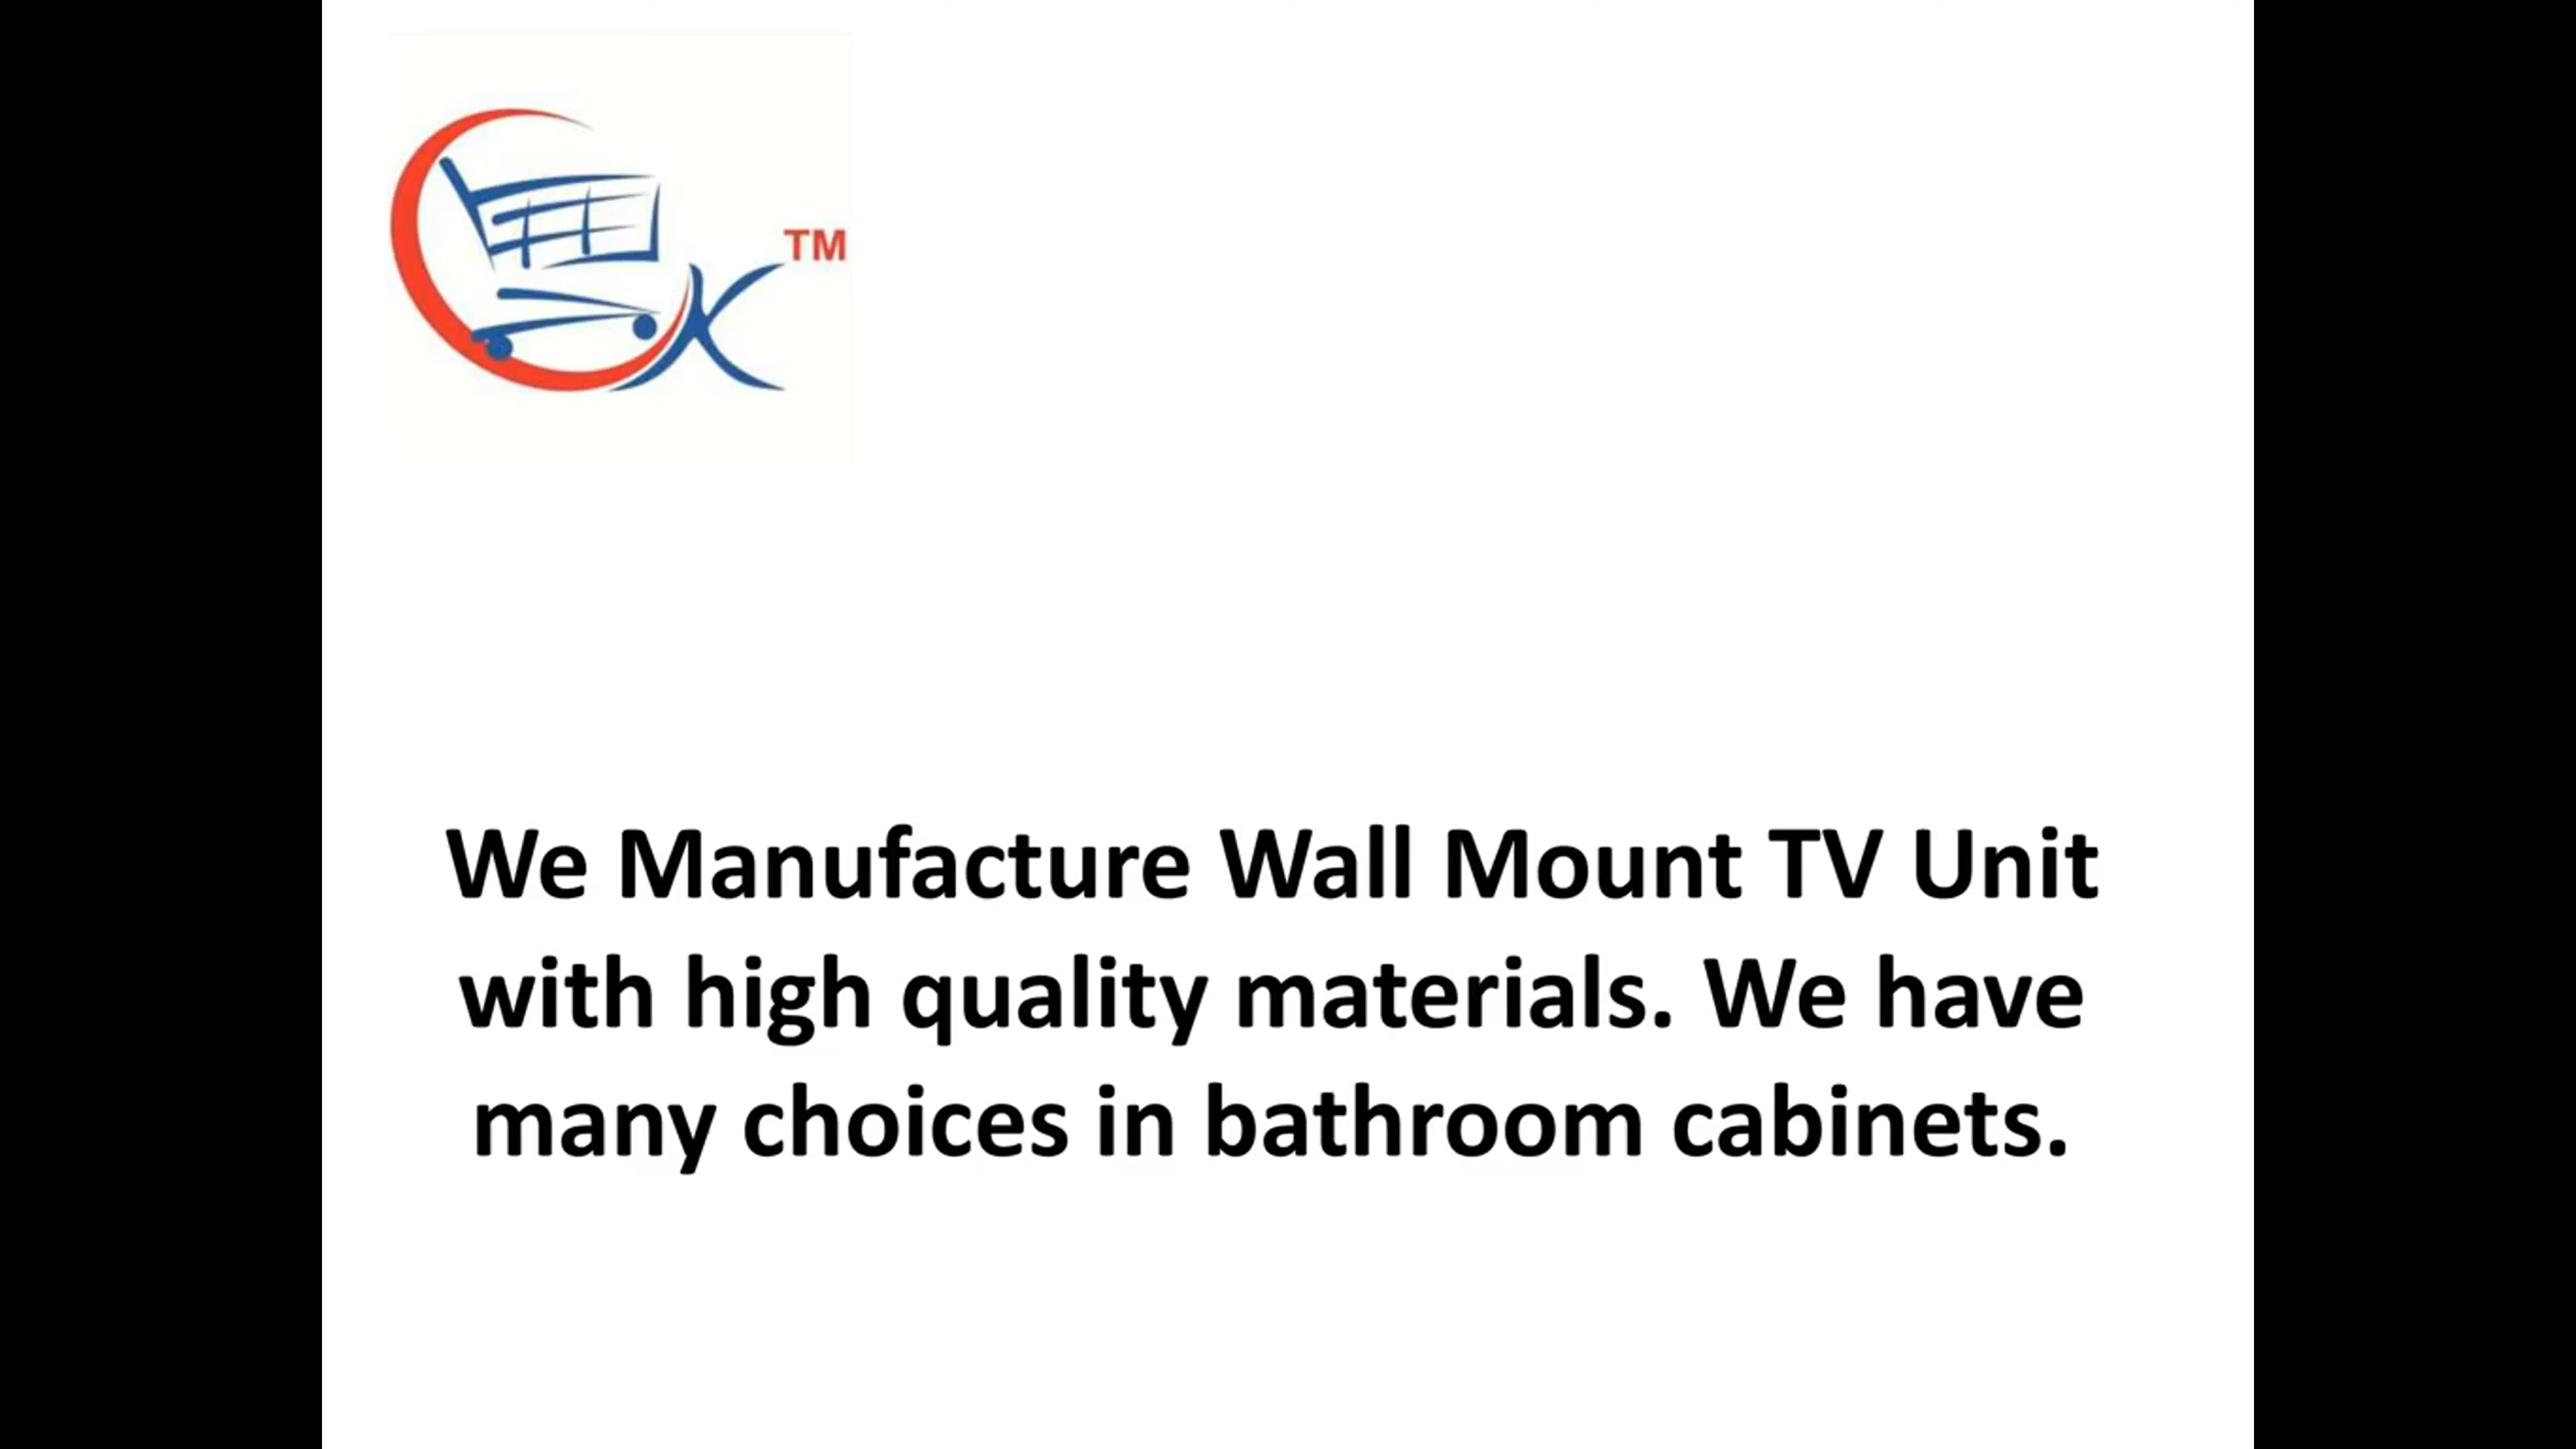 TM
We Manufacture Wall Mount TV Unit
with high quality materials. We have
many choices in bathroom cabinets.